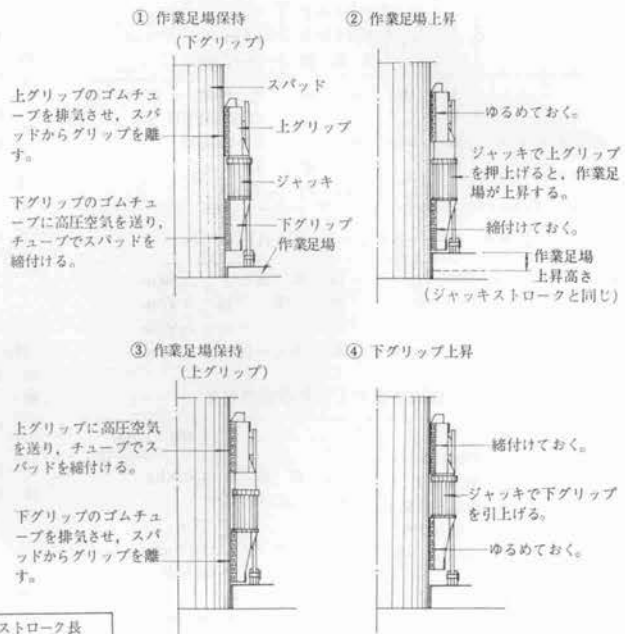 ① 作業足場保持
（下グリップ）
上グリップのゴムチュ
ーブを排気させ，スパ
ッドからグリップを離
す。
下グリップのゴムチュ
ーブに高圧空気を送り，
チューブでスパッドを
締付ける。
スパッド
上グリップ
ジャッキ
下グリップ
作業足場
② 作業足場上昇
ゆるめておく。
ジャッキで上グリップ
を押上げると，作業足
場が上昇する。
締付けておく。
作業足場
上昇高さ
（ジャッキストロークと同じ）
③ 作業足場保持
（上グリップ）
上グリップに高圧空気
を送り，チューブでス
パッドを締付ける。
下グリップのゴムチュ
ーブを排気させ，スパ
ッドからグリップを離
す。
④ 下グリップ上昇
締付けておく。
ジャッキで下グリップ
を引上げる。
ゆるめておく。
ストローク長